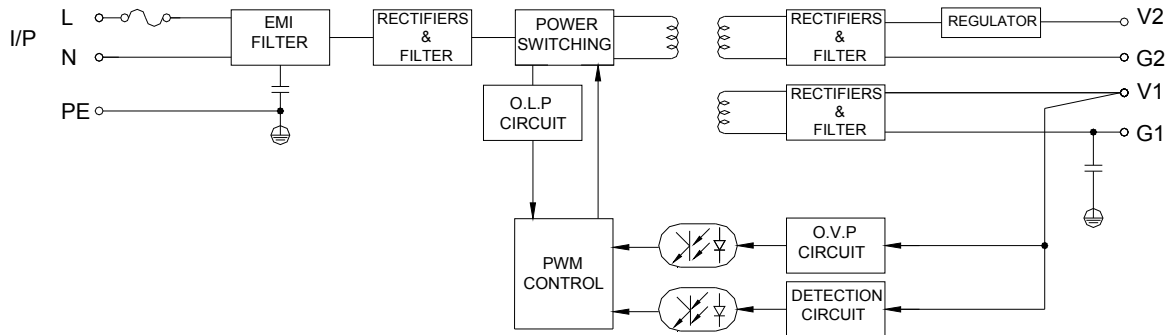 I/P
L
N
PE
EMI
FILTER
RECTIFIERS
&
FILTER
POWER
SWITCHING
O.L.P
CIRCUIT
PWM
CONTROL
RECTIFIERS
&
FILTER
REGULATOR
V2
G2
RECTIFIERS
&
FILTER
V1
G1
O.V.P
CIRCUIT
DETECTION
CIRCUIT